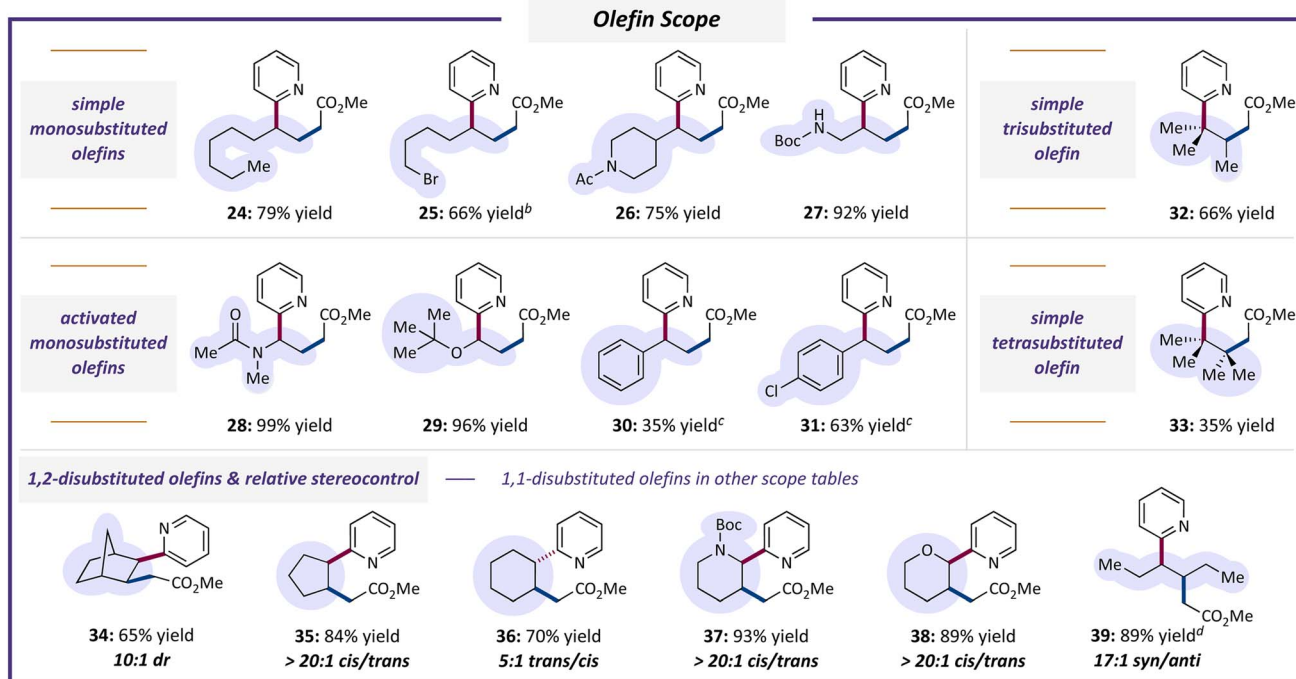 Olefin Scope
simple
monosubstituted
olefins
N
CO₂Me
Me
24: 79% yield
N
CO₂Me
Br
25: 66% yieldᵇ
N
CO₂Me
N
Ac
26: 75% yield
N
CO₂Me
H
N
Boc
27: 92% yield
simple
trisubstituted
olefin
N
CO₂Me
Me
Me
Me
32: 66% yield
activated
monosubstituted
olefins
N
CO₂Me
O
Me
N
Me
28: 99% yield
N
CO₂Me
Me
Me
Me
O
29: 96% yield
N
CO₂Me
30: 35% yieldᶜ
N
CO₂Me
Cl
31: 63% yieldᶜ
simple
tetrasubstituted
olefin
N
CO₂Me
Me
Me
Me
Me
33: 35% yield
1,2-disubstituted olefins & relative stereocontrol
1,1-disubstituted olefins in other scope tables
N
CO₂Me
34: 65% yield
10:1 dr
N
CO₂Me
35: 84% yield
> 20:1 cis/trans
N
CO₂Me
36: 70% yield
5:1 trans/cis
Boc
N
N
CO₂Me
37: 93% yield
> 20:1 cis/trans
O
N
CO₂Me
38: 89% yield
> 20:1 cis/trans
N
Me
Me
CO₂Me
39: 89% yieldᵈ
17:1 syn/anti